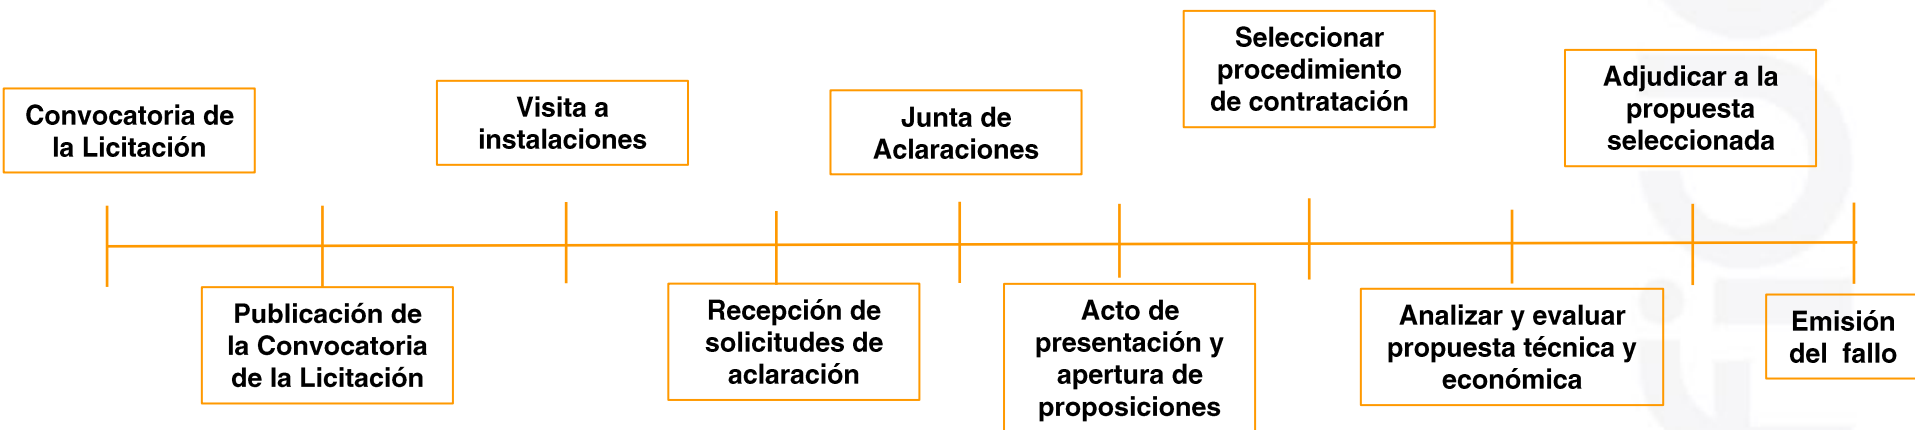 Convocatoria de
la Licitación
Publicación de
la Convocatoria
de la Licitación
Visita a
instalaciones
Recepción de
solicitudes de
aclaración
Junta de
Aclaraciones
Acto de
presentación y
apertura de
proposiciones
Seleccionar
procedimiento
de contratación
Analizar y evaluar
propuesta técnica y
económica
Adjudicar a la
propuesta
seleccionada
Emisión
del  fallo